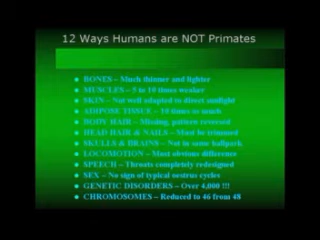 12 Ways Humans are NOT Primates
BONES – Much thinner and lighter
MUSCLES – 5 to 10 times weaker
SKIN – Not well adapted to direct sunlight
ADIPOSE TISSUE – 10 times as much
BODY HAIR – Missing, pattern reversed
HEAD HAIR & NAILS – Must be trimmed
SKULLS & BRAINS – Not in same ballpark
LOCOMOTION – Most obvious difference
SPEECH – Throats completely redesigned
SEX – No sign of typical oestrus cycles
GENETIC DISORDERS – Over 4,000 !!!
CHROMOSOMES – Reduced to 46 from 48